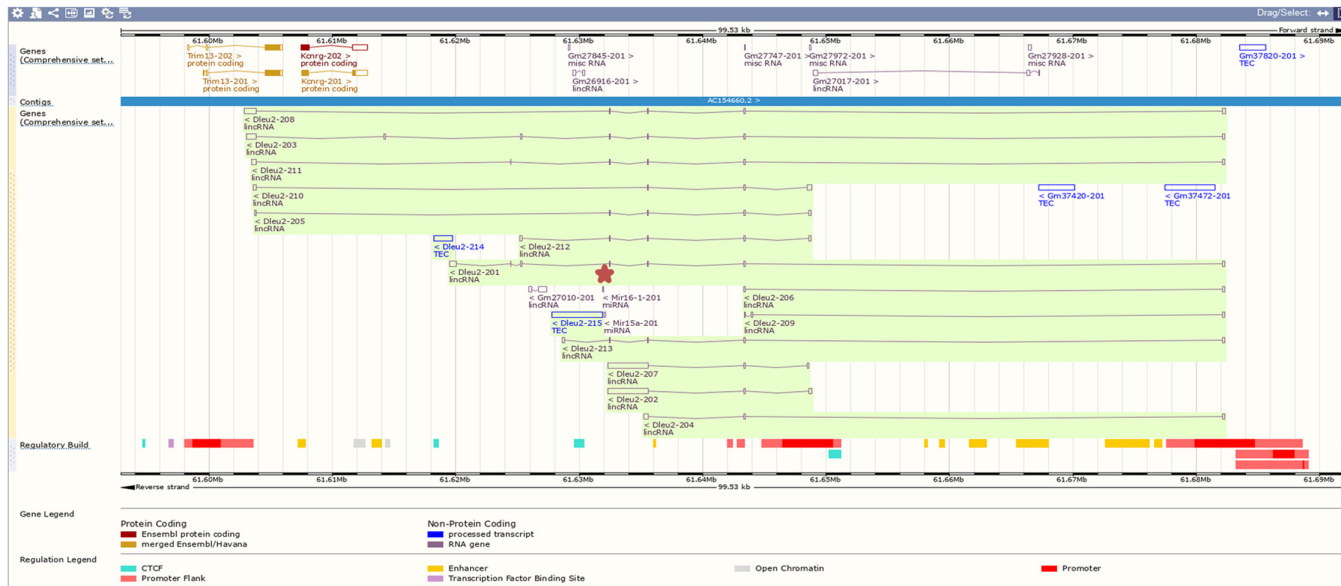 Drag/Select:
99.53 kb
Forward strand
61.60Mb 61.61Mb 61.62Mb 61.63Mb 61.64Mb 61.65Mb 61.66Mb 61.67Mb 61.68Mb 61.69Mb
Genes
(Comprehensive set...
Trim13-202 >
protein coding
Kcnrg-202 >
protein coding
Gm27845-201 >
misc RNA
Gm27747-201 >
misc RNA
Gm27972-201 >
misc RNA
Gm27928-201 >
misc RNA
Gm37820-201 >
TEC
Trim13-201 >
protein coding
Kcnrg-201 >
protein coding
Gm26916-201 >
lincRNA
Gm27017-201 >
lincRNA
Contigs
AC154660.2 >
Genes
(Comprehensive set...
< Dleu2-208
lincRNA
< Dleu2-203
lincRNA
< Dleu2-211
lincRNA
< Dleu2-210
lincRNA
< Gm37420-201
TEC
< Gm37472-201
TEC
< Dleu2-205
lincRNA
< Dleu2-214
TEC
< Dleu2-212
lincRNA
< Dleu2-201
lincRNA
< Gm27010-201
lincRNA
< Mir16-1-201
miRNA
< Dleu2-206
lincRNA
< Dleu2-215
TEC
< Mir15a-201
miRNA
< Dleu2-209
lincRNA
< Dleu2-213
lincRNA
< Dleu2-207
lincRNA
< Dleu2-202
lincRNA
< Dleu2-204
lincRNA
Regulatory Build
61.60Mb 61.61Mb 61.62Mb 61.63Mb 61.64Mb 61.65Mb 61.66Mb 61.67Mb 61.68Mb 61.69Mb
Reverse strand
99.53 kb
Gene Legend
Protein Coding
Ensembl protein coding
merged Ensembl/Havana
Non-Protein Coding
processed transcript
RNA gene
Regulation Legend
CTCF
Promoter Flank
Enhancer
Transcription Factor Binding Site
Open Chromatin
Promoter